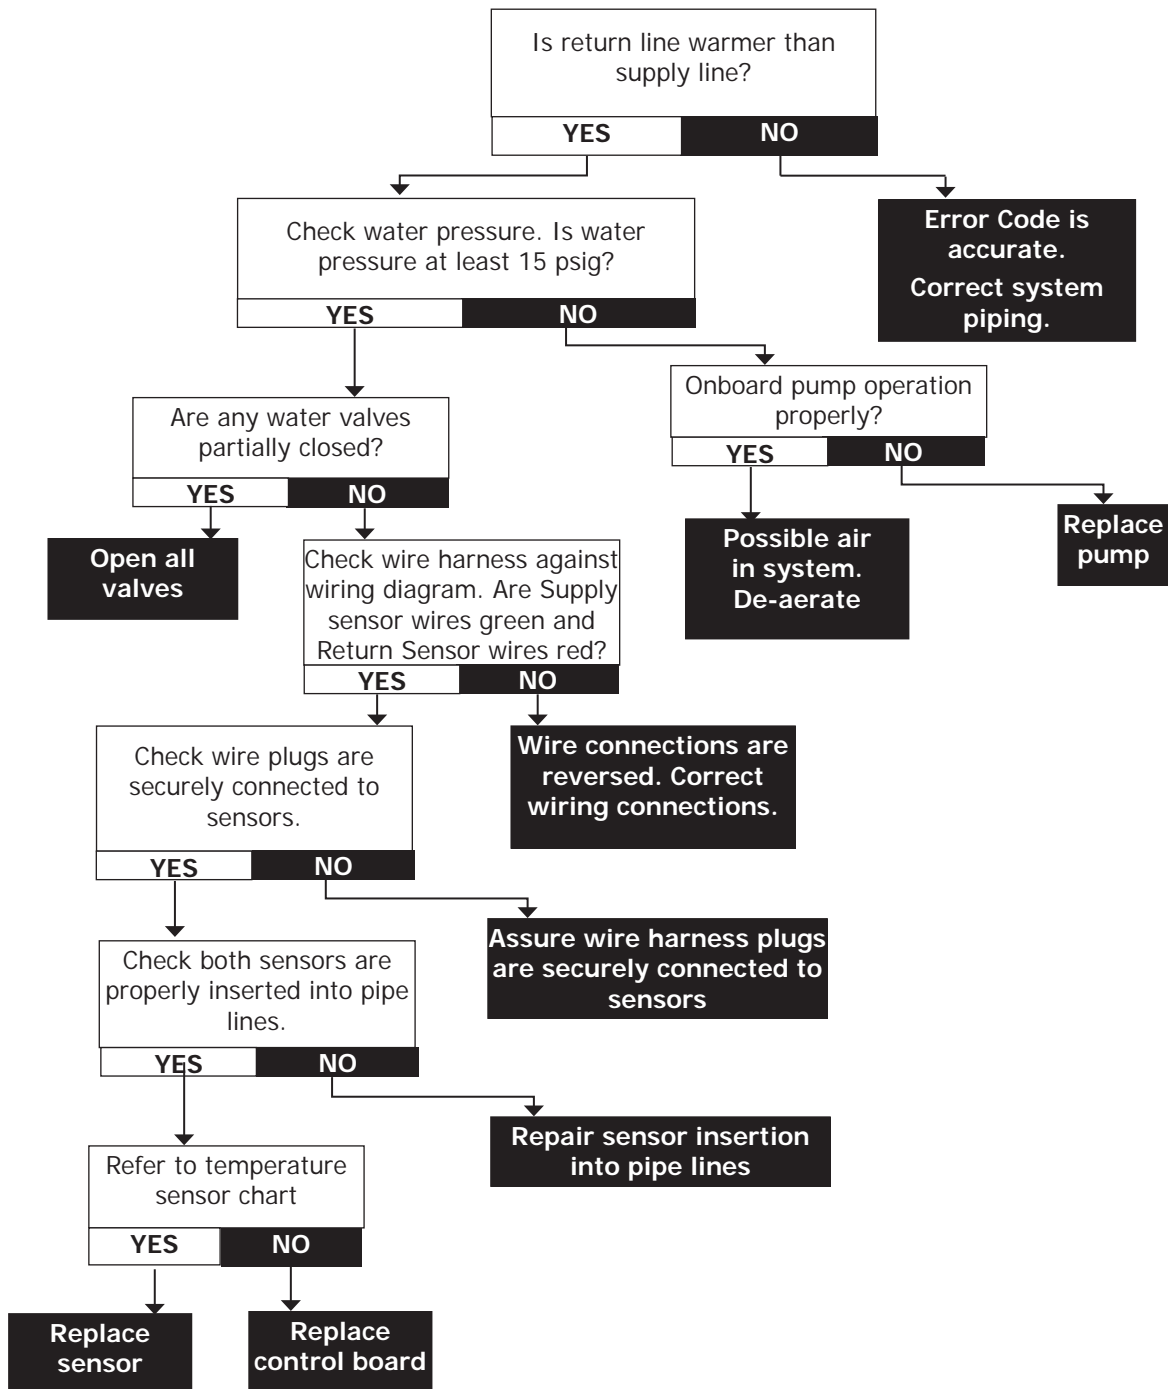 Is return line warmer than
supply line?
YES
NO
Check water pressure. Is water
pressure at least 15 psig?
YES
NO
Error Code is
accurate.
Correct system
piping.
Are any water valves
partially closed?
YES
NO
Onboard pump operation
properly?
YES
NO
Open all
valves
Check wire harness against
wiring diagram. Are Supply
sensor wires green and
Return Sensor wires red?
YES
NO
Possible air
in system.
De-aerate
Replace
pump
Check wire plugs are
securely connected to
sensors.
YES
NO
Wire connections are
reversed. Correct
wiring connections.
Check both sensors are
properly inserted into pipe
lines.
YES
NO
Assure wire harness plugs
are securely connected to
sensors
Refer to temperature
sensor chart
YES
NO
Repair sensor insertion
into pipe lines
Replace
sensor
Replace
control board